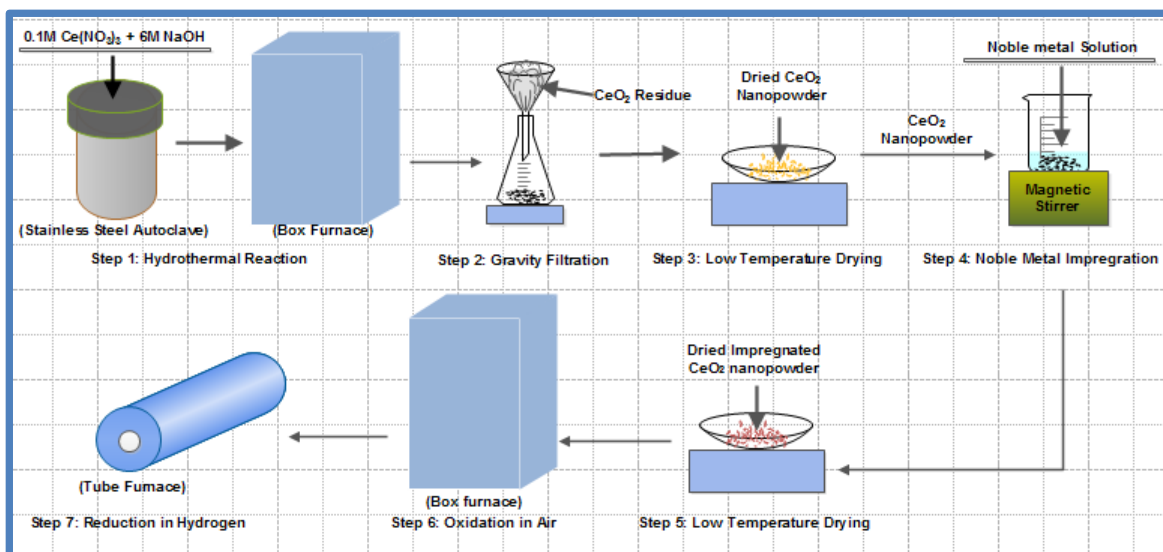 0.1M Ce(NO₃)₃ + 6M NaOH
(Stainless Steel Autoclave)
(Box Furnace)
Step 1: Hydrothermal Reaction
CeO₂ Residue
Step 2: Gravity Filtration
Dried CeO₂
Nanopowder
Step 3: Low Temperature Drying
CeO₂
Nanopowder
Noble metal Solution
Magnetic
Stirrer
Step 4: Noble Metal Impregration
Dried Impregnated
CeO₂ nanopowder
Step 5: Low Temperature Drying
(Box furnace)
Step 6: Oxidation in Air
(Tube Furnace)
Step 7: Reduction in Hydrogen